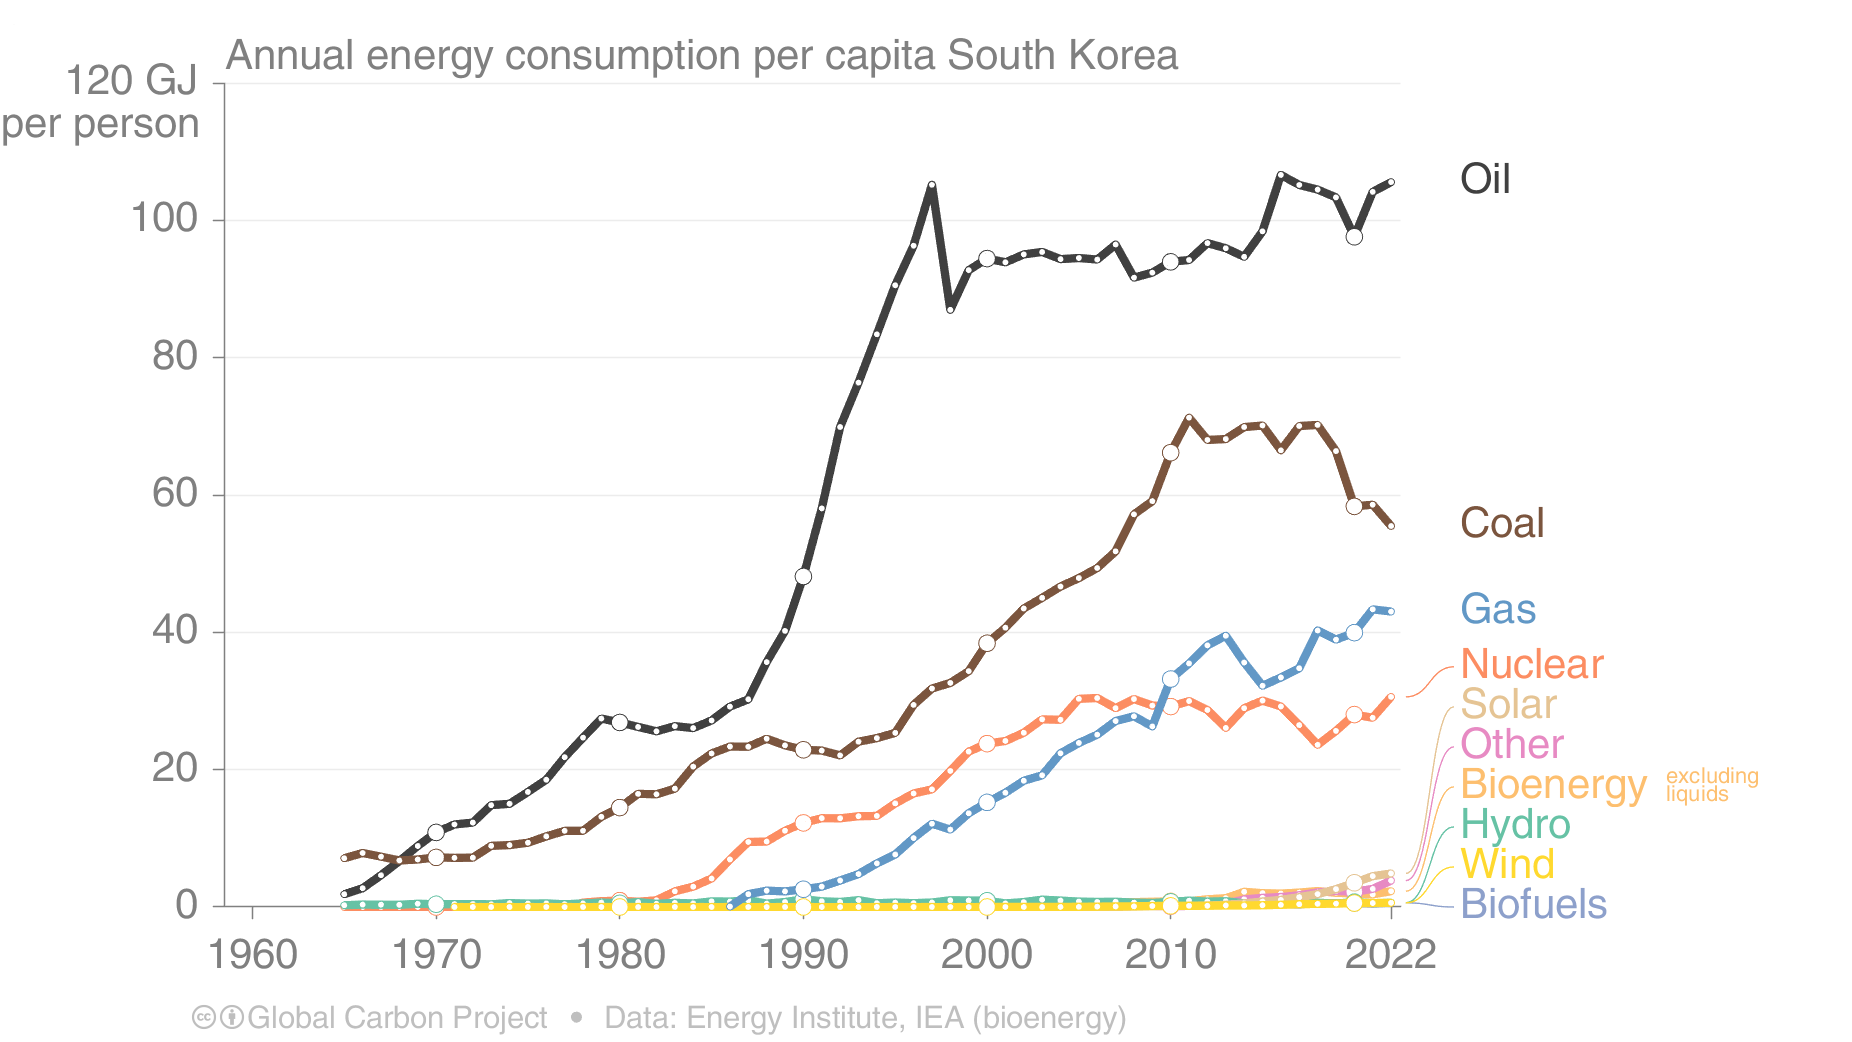 Annual energy consumption per capita South Korea
120 GJ
per person
100
80
60
40
20
0
1960
1970
1980
1990
2000
2010
2022
Oil
Coal
Gas
Nuclear
Solar
Other
Bioenergy excluding
liquids
Hydro
Wind
Biofuels
cc Global Carbon Project • Data: Energy Institute, IEA (bioenergy)